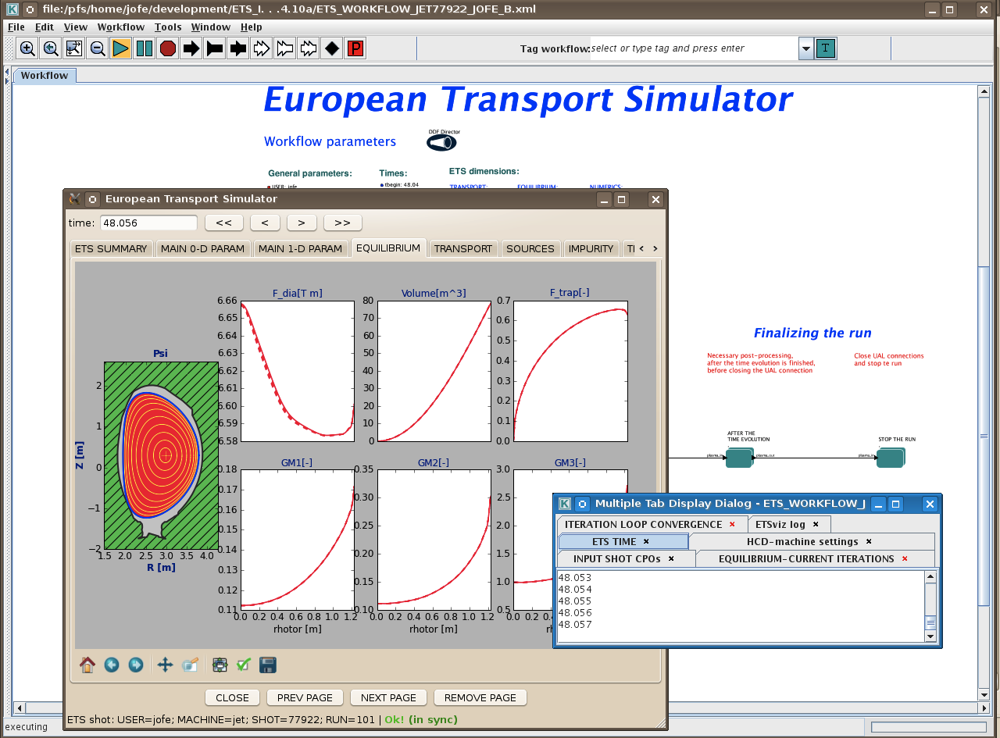 file:/pfs/home/jofe/development/ETS_I. . .4.10a/ETS_WORKFLOW_JET77922_JOFE_B.xml
File Edit View Workflow Tools Window Help
P Tag workflow: select or type tag and press enter T
Workflow
European Transport Simulator
DDF Director
Workflow parameters
General parameters: Times: ETS dimensions:
USER: jofe tbegin: 48.04 TRANSPORT: EQUILIBRIUM: NUMERICS:
European Transport Simulator
time: 48.056 << < > >>
ETS SUMMARY MAIN 0-D PARAM MAIN 1-D PARAM EQUILIBRIUM TRANSPORT SOURCES IMPURITY < >
F_dia[T m] Volume[m^3] F_trap[-]
6.66 80 0.7
6.65 70 0.6
6.64 60 0.5
6.63 50 0.4
6.62 40
6.61 30 0.3
6.60 20 0.2
6.59 10 0.1
6.58 0 0.0
Psi
2
1
0
−1
−2
Z [m]
1.5 2.0 2.5 3.0 3.5 4.0
R [m]
GM1[-] GM2[-] GM3[-]
0.18 0.35 3.0
0.17 0.30 2.5
0.16
0.15 0.25 2.0
0.14 0.20 1.5
0.13
0.12 0.15 1.0
0.11 0.10 0.5
0.0 0.2 0.4 0.6 0.8 1.0 1.2 0.0 0.2 0.4 0.6 0.8 1.0 1.2 0.0 0.2
rhotor [m] rhotor [m]
CLOSE PREV PAGE NEXT PAGE REMOVE PAGE
ETS shot: USER=jofe; MACHINE=jet; SHOT=77922; RUN=101 | Ok! (in sync)
Finalizing the run
Necessary post-processing,
after the time evolution is finished,
before closing the UAL connection
Close UAL connections
and stop te run
AFTER THE
TIME EVOLUTION
STOP THE RUN
plasma_in plasma_out plasma_in
Multiple Tab Display Dialog - ETS_WORKFLOW_J
ITERATION LOOP CONVERGENCE ETSviz log
ETS TIME HCD-machine settings
INPUT SHOT CPOs EQUILIBRIUM-CURRENT ITERATIONS
48.053
48.054
48.055
48.056
48.057
executing